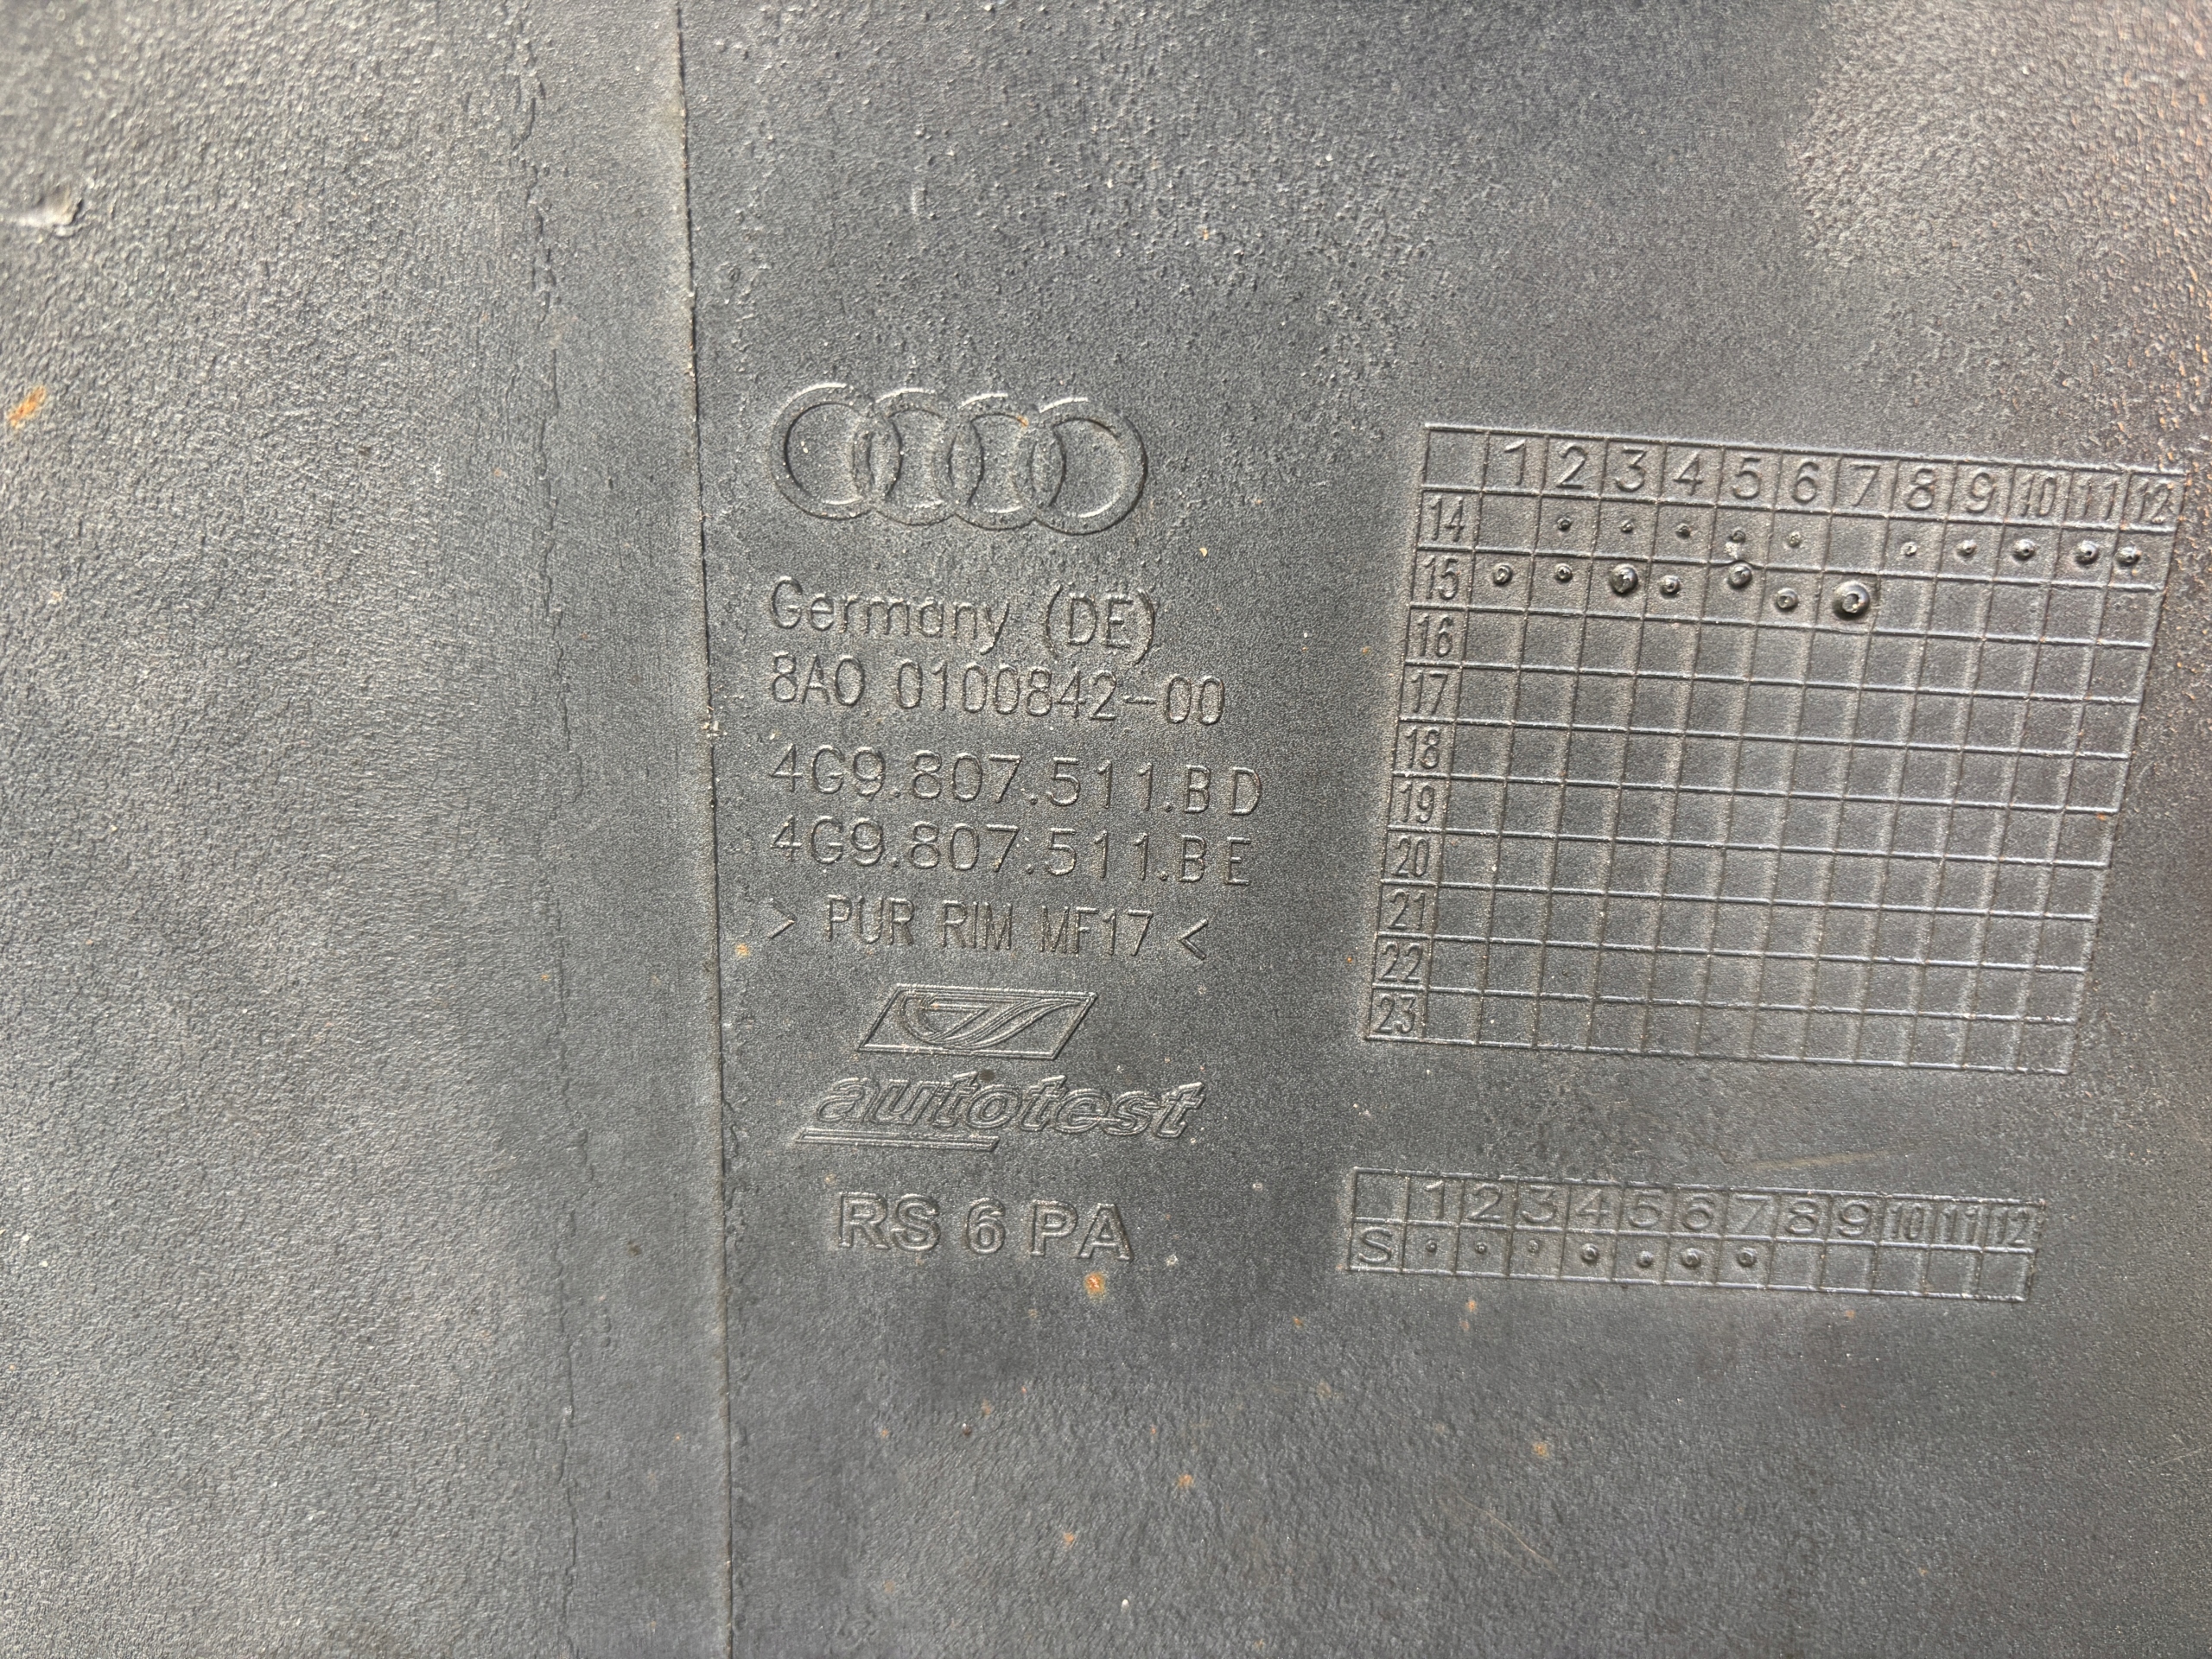 Germany (DE)
8A0 0100842-00
4G9.807.511.BD
4G9.807.511.BE
> PUR RIM MF17 <
autotest
RS 6 PA
1 2 3 4 5 6 7 8 9 10 11 12
14
15
16
17
18
19
20
21
22
23
1 2 3 4 5 6 7 8 9 10 11 12
S